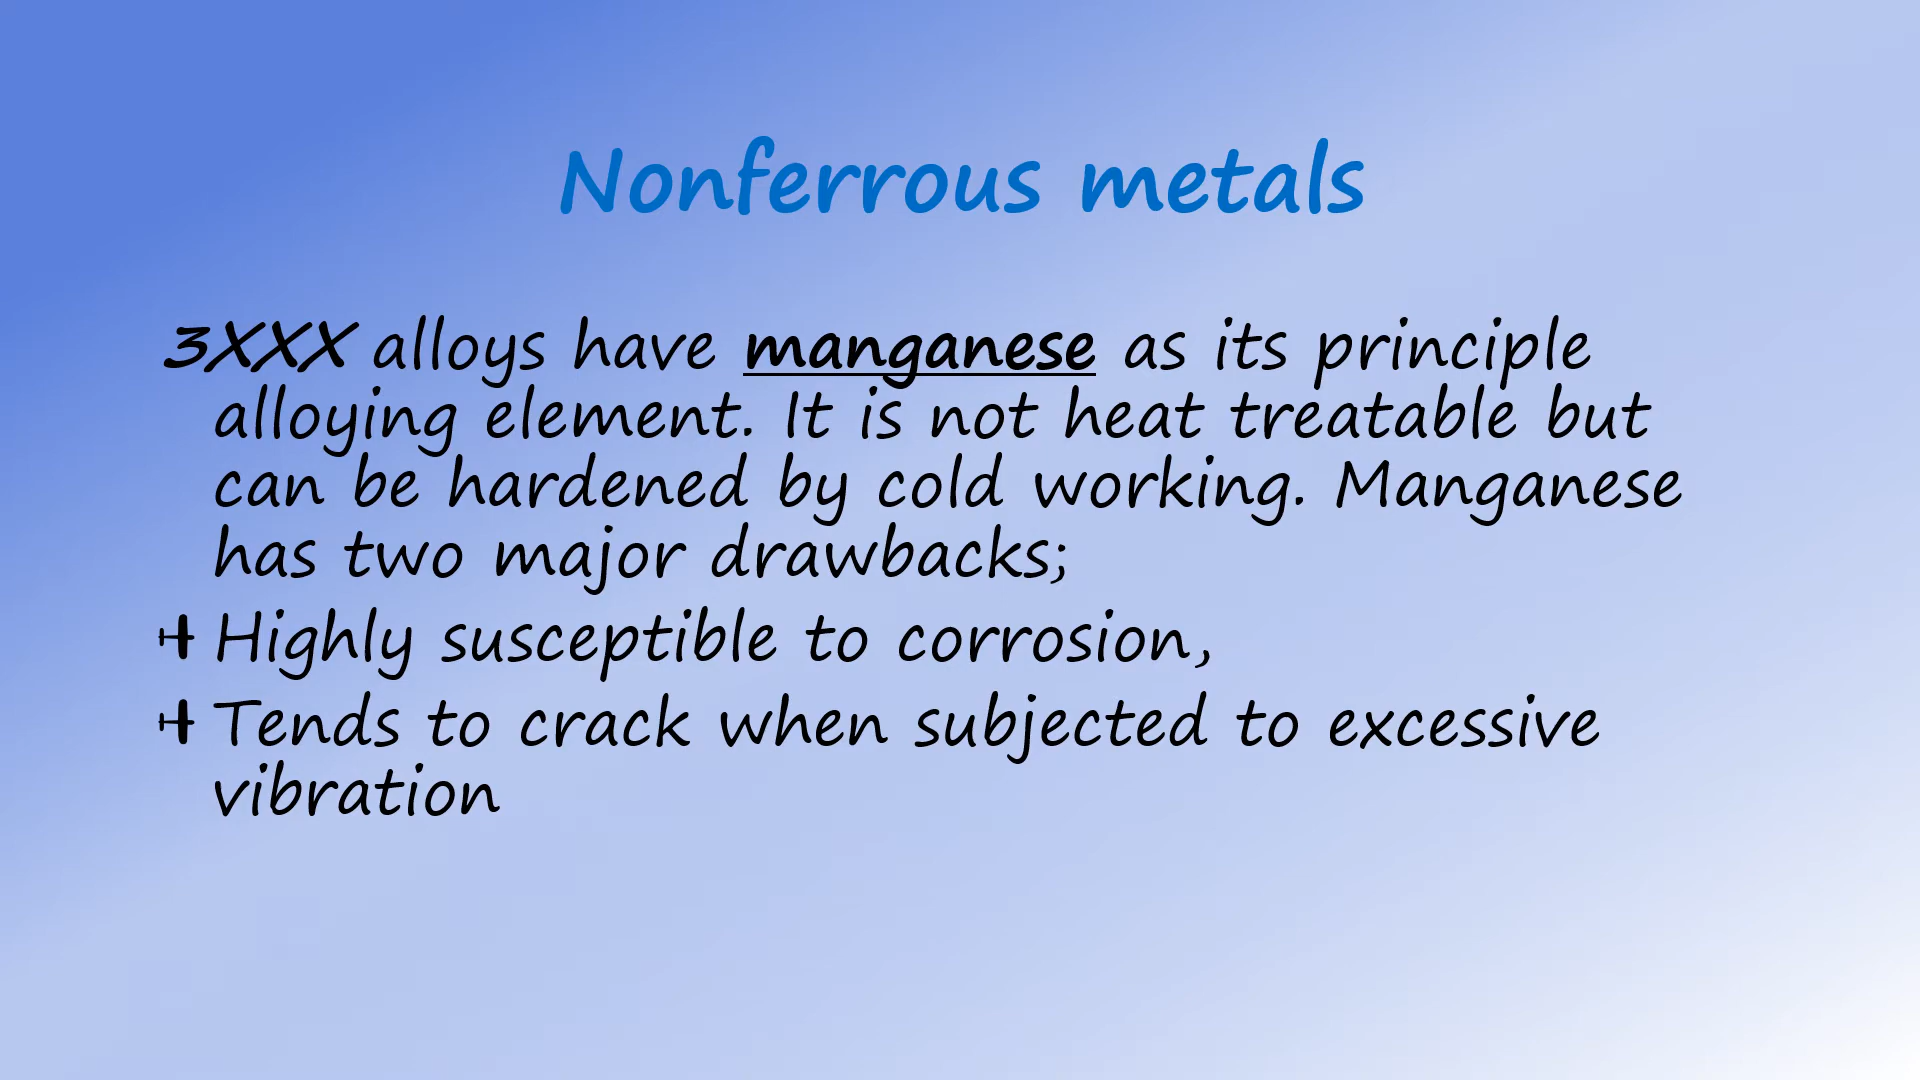 Nonferrous metals
3XXX alloys have manganese as its principle
alloying element. It is not heat treatable but
can be hardened by cold working. Manganese
has two major drawbacks;
Highly susceptible to corrosion,
Tends to crack when subjected to excessive
vibration